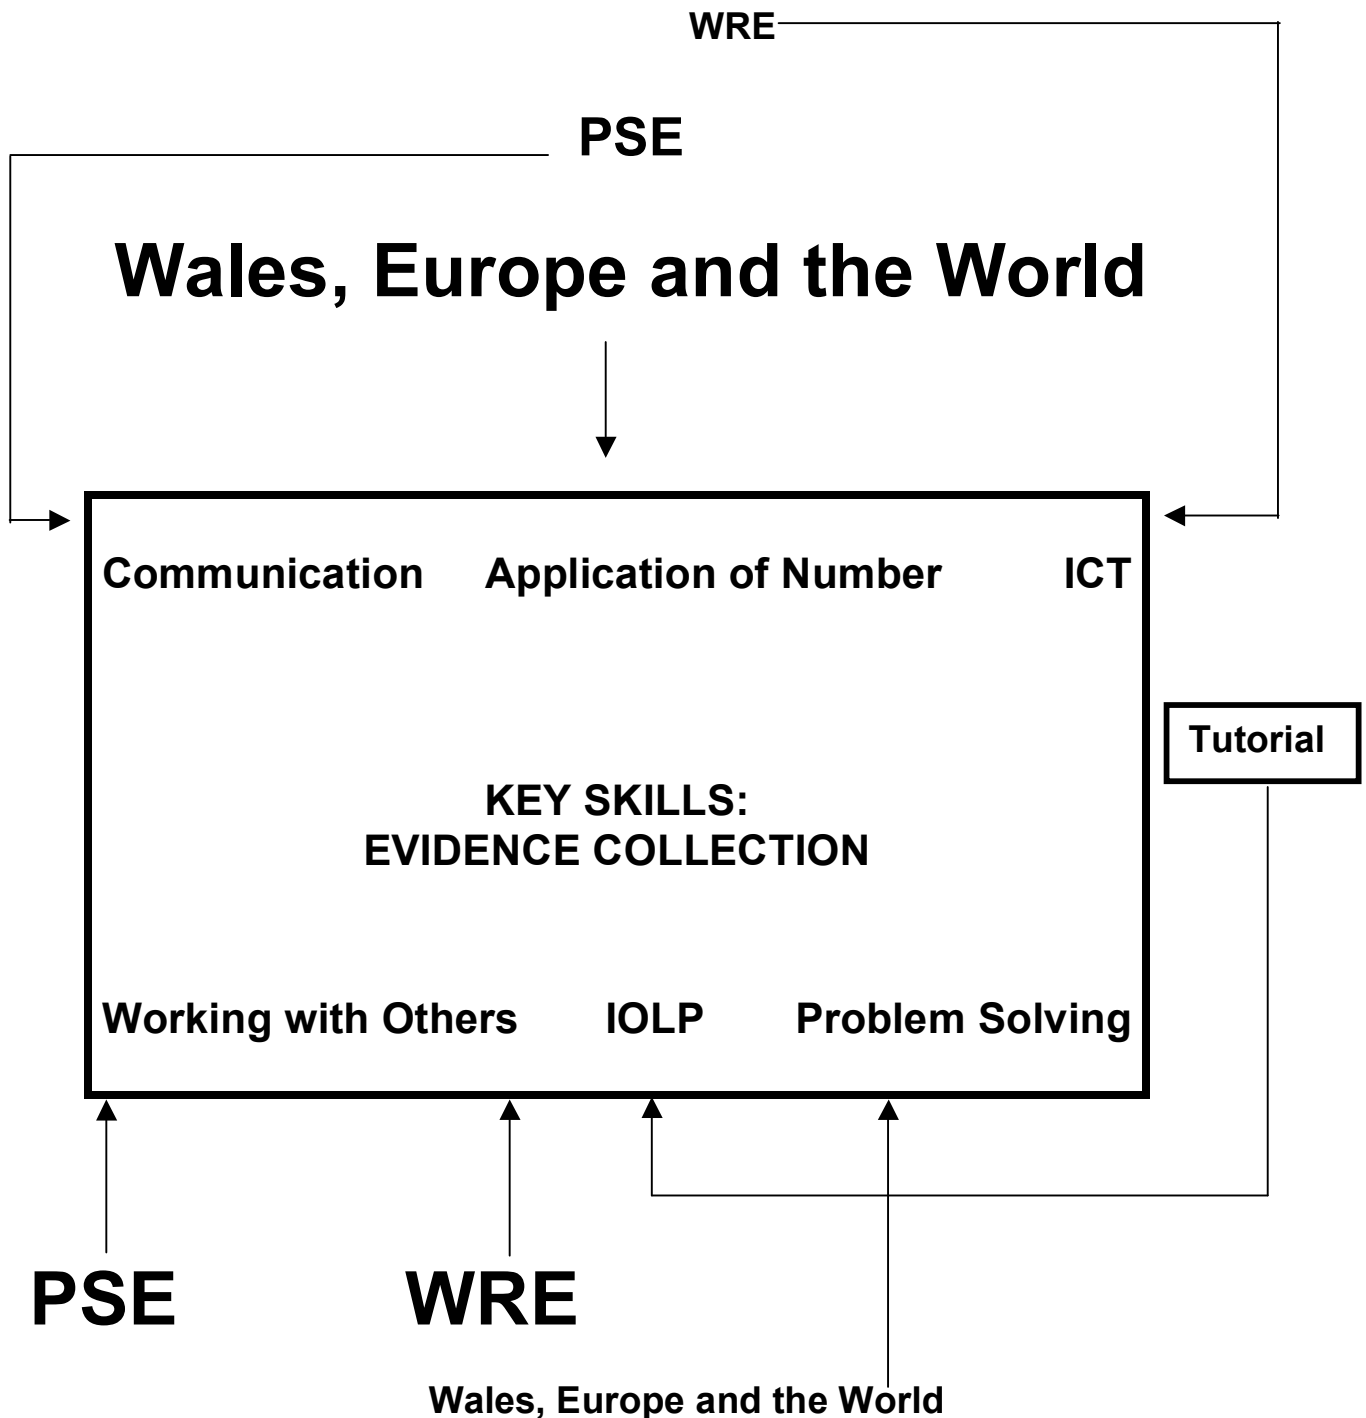 WRE
PSE
Wales, Europe and the World
Communication Application of Number ICT
Tutorial
KEY SKILLS:
EVIDENCE COLLECTION
Working with Others IOLP Problem Solving
PSE WRE
Wales, Europe and the World